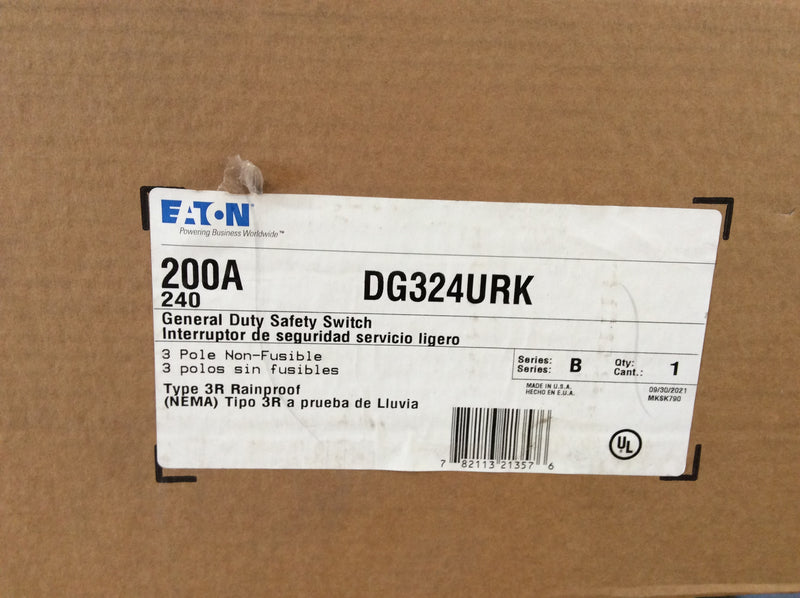 EATON
Powering Business Worldwide™
200A
240
DG324URK
General Duty Safety Switch
Interruptor de seguridad servicio ligero
3 Pole Non-Fusible
3 polos sin fusibles
Series:
Series:
B
Qty:
Cant.:
1
Type 3R Rainproof
(NEMA) Tipo 3R a prueba de Lluvia
MADE IN U.S.A.
HECHO EN E.U.A.
09/30/2021
MKSK790
7 82113 21357 6
UL